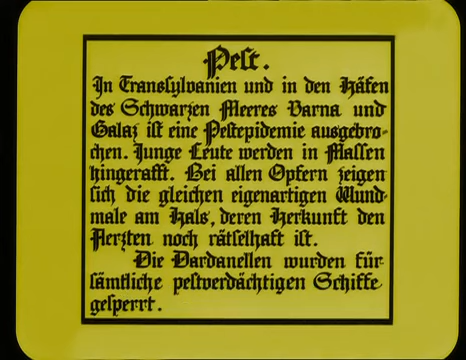 Pest.
In Transsylvanien und in den Häfen
des Schwarzen Meeres Varna und
Galaz ist eine Pestepidemie ausgebro-
chen. Junge Leute werden in Massen
hingerafft. Bei allen Opfern zeigen
sich die gleichen eigenartigen Wund-
male am Hals, deren Herkunft den
Aerzten noch rätselhaft ist.
Die Dardanellen wurden für
sämtliche pestverdächtigen Schiffe
gesperrt.